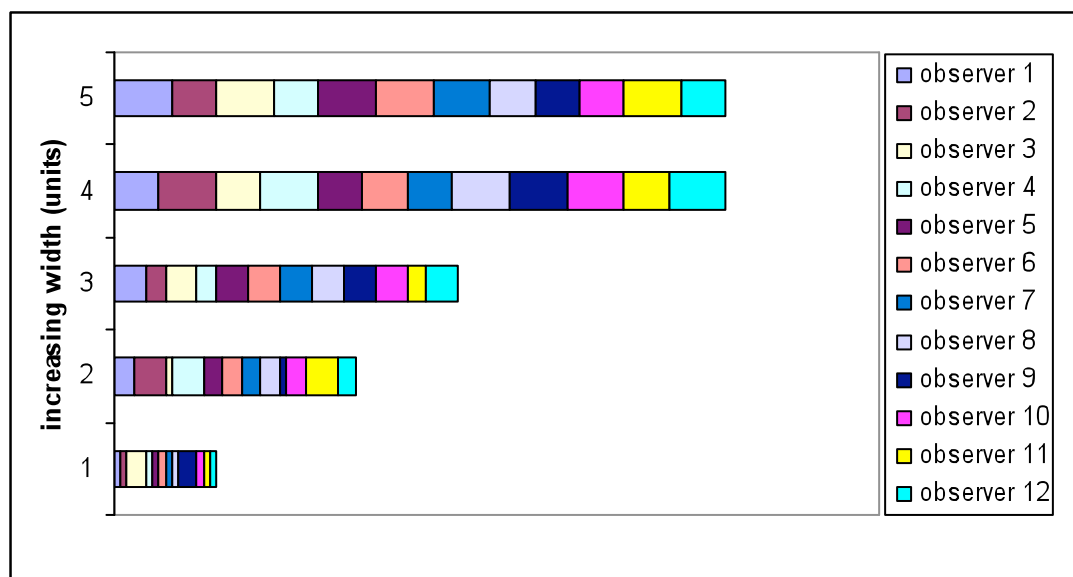 increasing width (units)
5
4
3
2
1
observer 1
observer 2
observer 3
observer 4
observer 5
observer 6
observer 7
observer 8
observer 9
observer 10
observer 11
observer 12